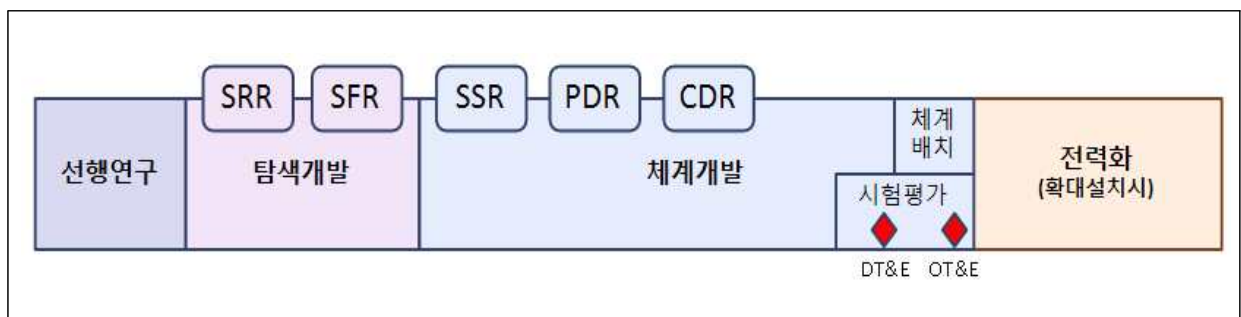 SRR
SFR
SSR
PDR
CDR
선행연구
탐색개발
체계개발
체계
배치
시험평가
DT&E
OT&E
전력화
(확대설치시)